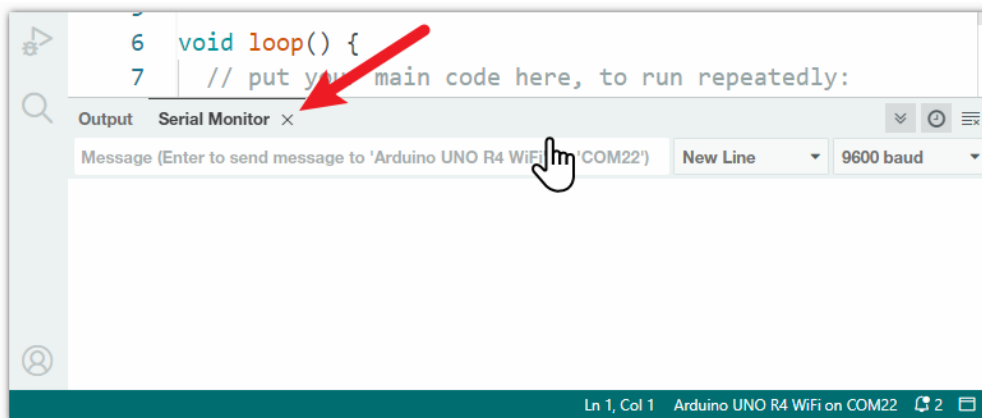 6 void loop() {
7 // put you main code here, to run repeatedly:
Output Serial Monitor ×
Message (Enter to send message to 'Arduino UNO R4 WiFi 'COM22') New Line 9600 baud
Ln 1, Col 1 Arduino UNO R4 WiFi on COM22 2